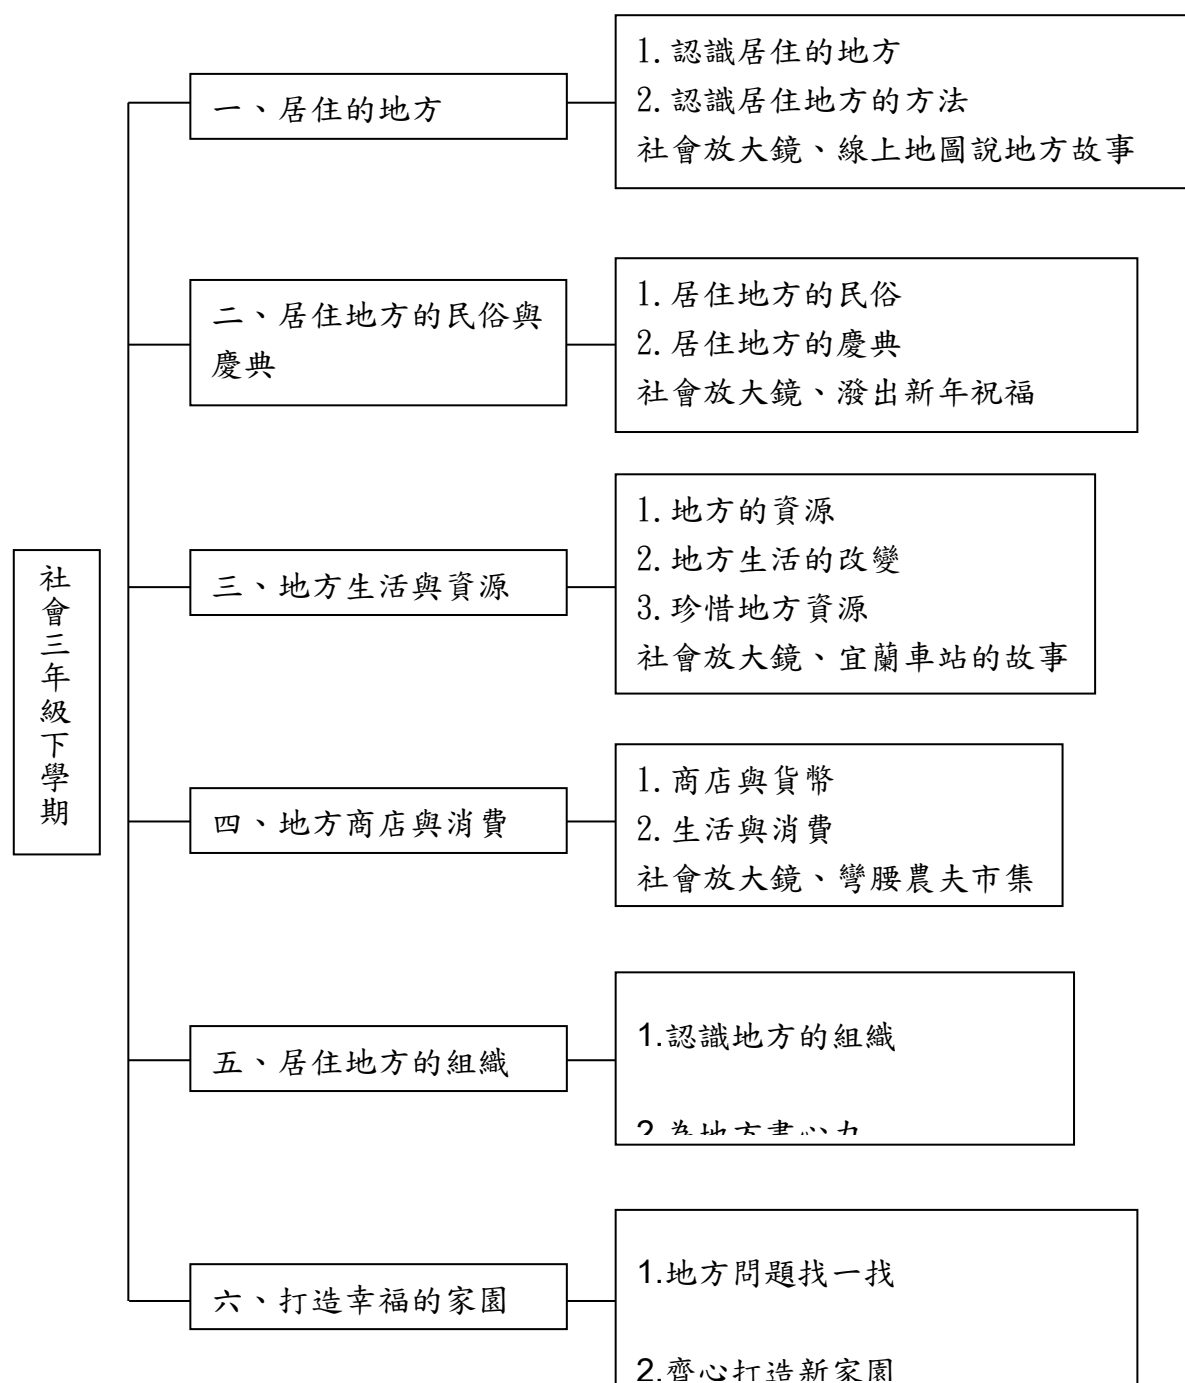 社會三年級下學期
一、居住的地方
1.認識居住的地方
2.認識居住地方的方法
社會放大鏡、線上地圖說地方故事
二、居住地方的民俗與
慶典
1.居住地方的民俗
2.居住地方的慶典
社會放大鏡、潑出新年祝福
三、地方生活與資源
1.地方的資源
2.地方生活的改變
3.珍惜地方資源
社會放大鏡、宜蘭車站的故事
四、地方商店與消費
1.商店與貨幣
2.生活與消費
社會放大鏡、彎腰農夫市集
五、居住地方的組織
1.認識地方的組織
2.為地方盡心力
六、打造幸福的家園
1.地方問題找一找
2.齊心打造新家園